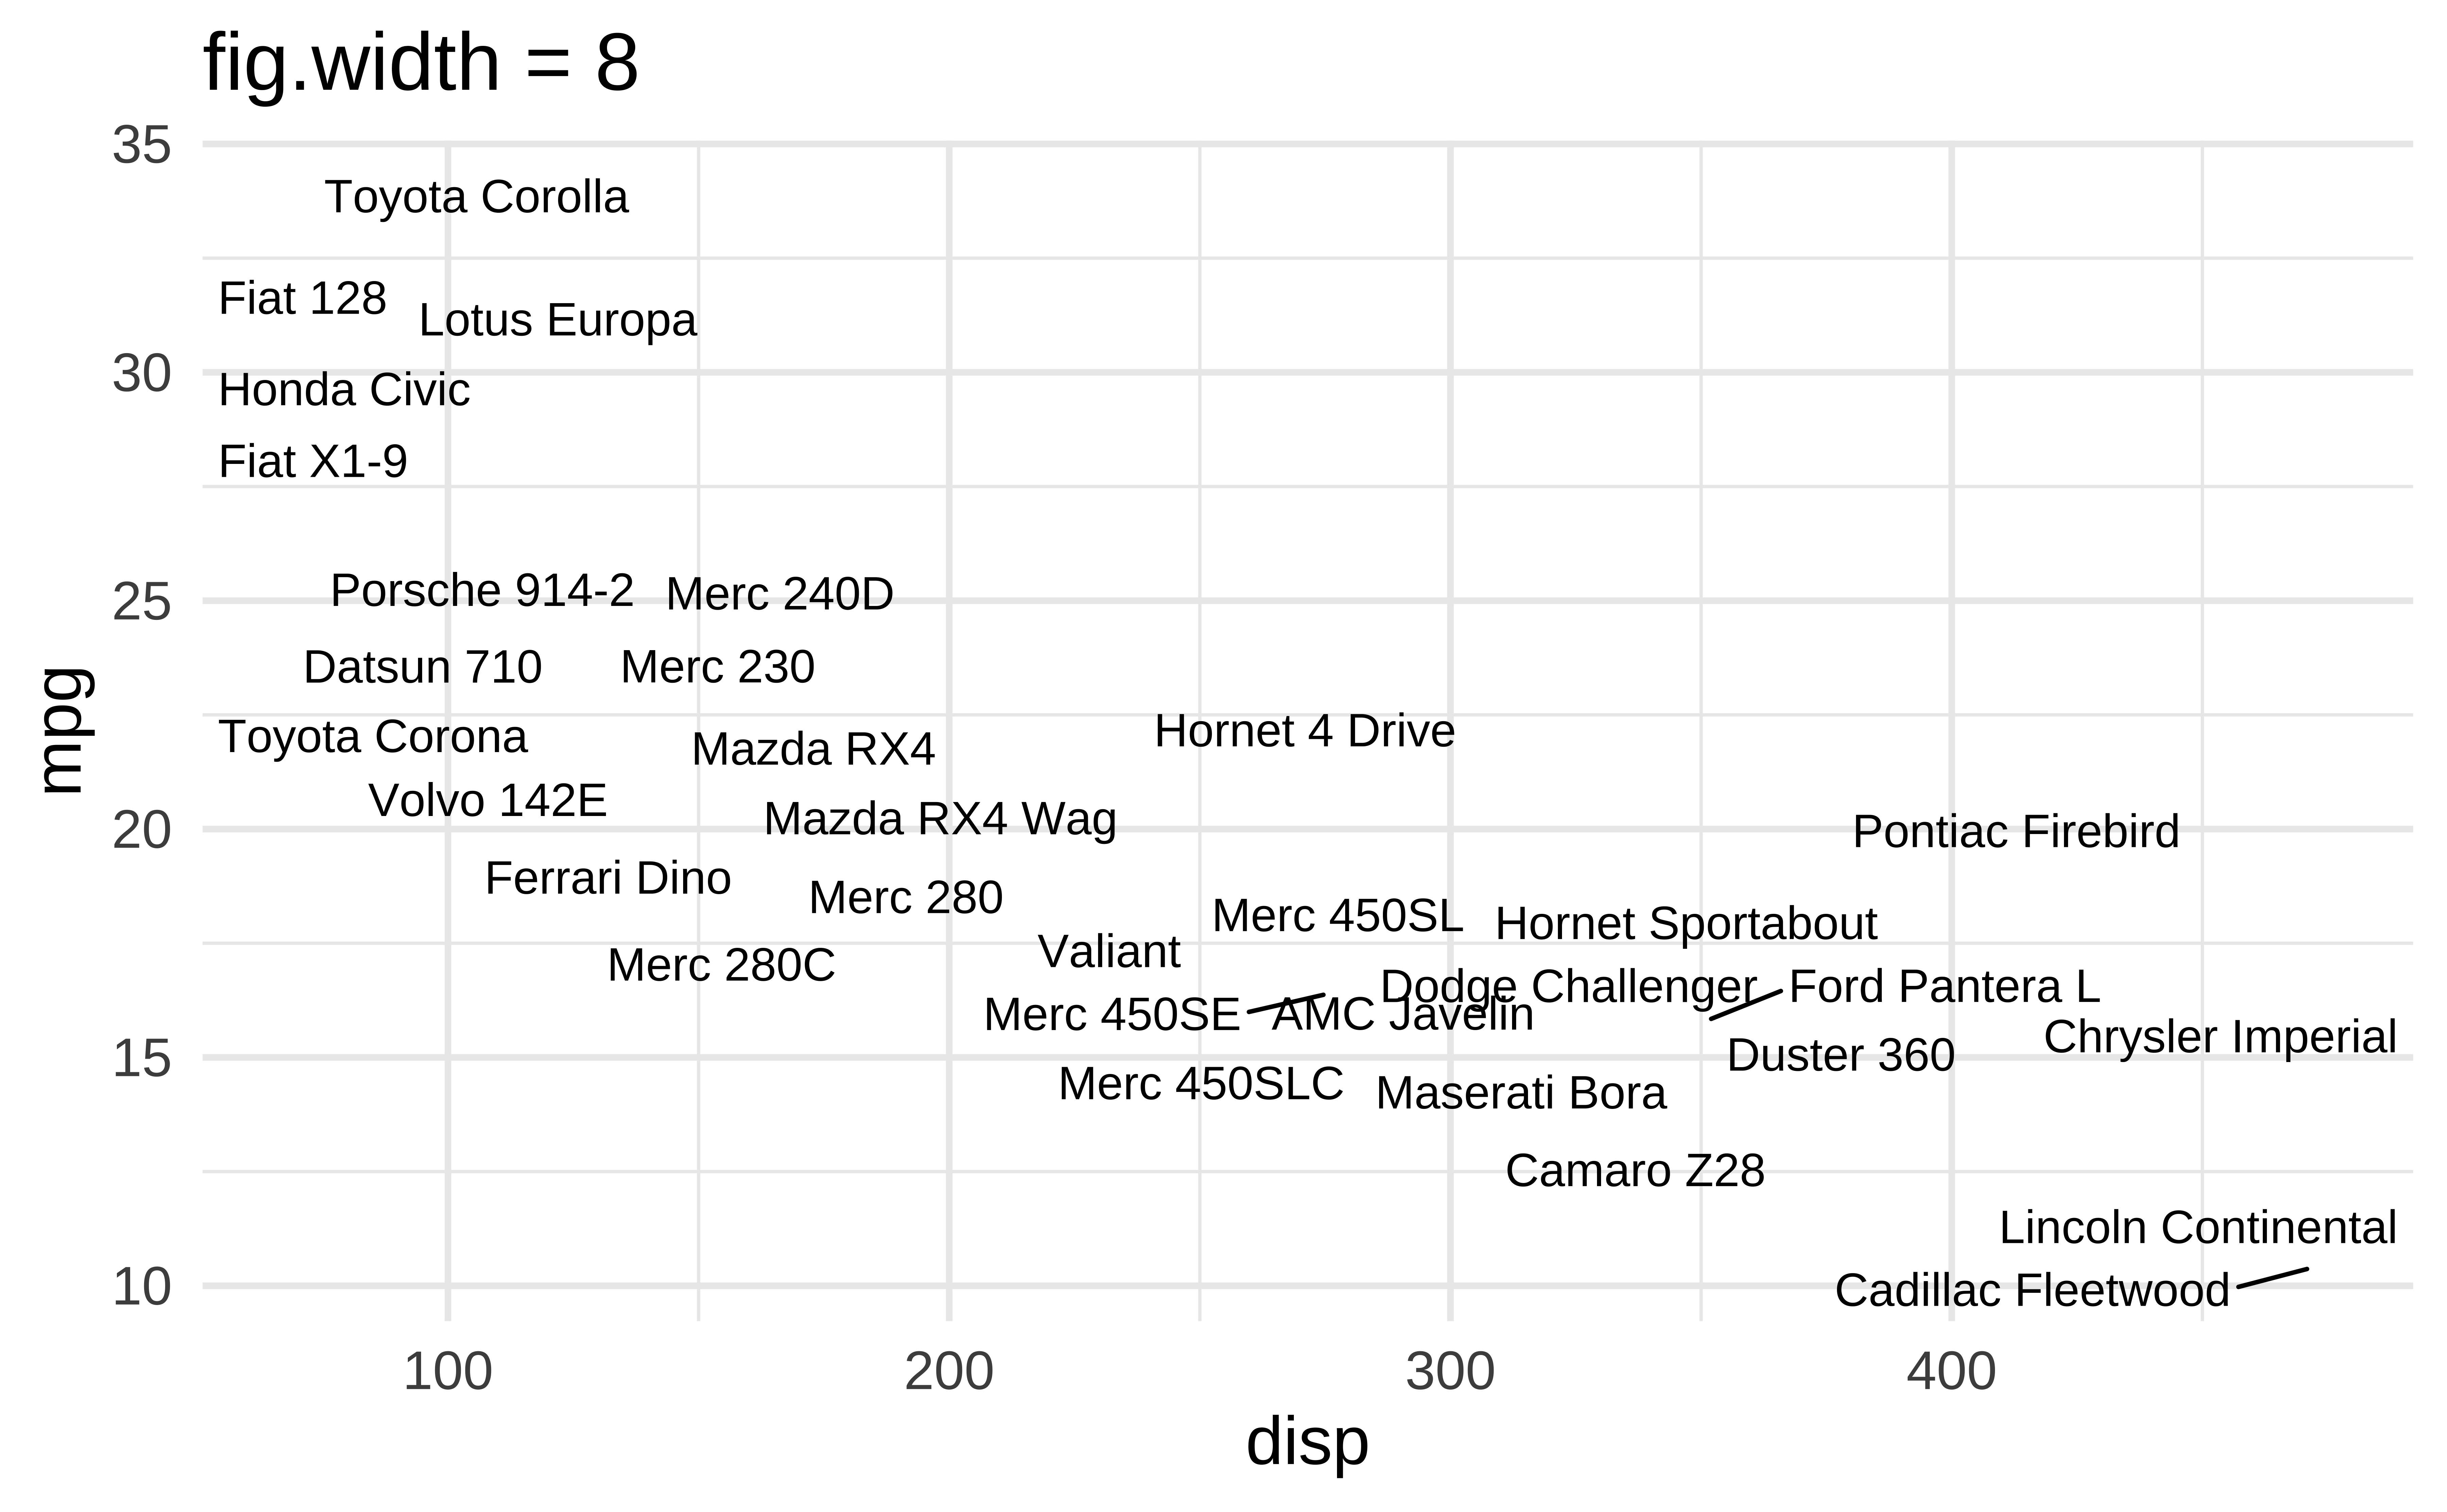 fig.width = 8
35
Toyota Corolla
Fiat 128
Lotus Europa
30
Honda Civic
Fiat X1-9
25
Porsche 914-2
Merc 240D
Datsun 710
Merc 230
mpg
Toyota Corona
Mazda RX4
Hornet 4 Drive
Volvo 142E
20
Mazda RX4 Wag
Pontiac Firebird
Ferrari Dino
Merc 280
Merc 450SL
Hornet Sportabout
Valiant
Merc 280C
Dodge Challenger
Ford Pantera L
Merc 450SE
AMC Javelin
Chrysler Imperial
15
Duster 360
Merc 450SLC
Maserati Bora
Camaro Z28
Lincoln Continental
10
Cadillac Fleetwood
100
200
300
400
disp